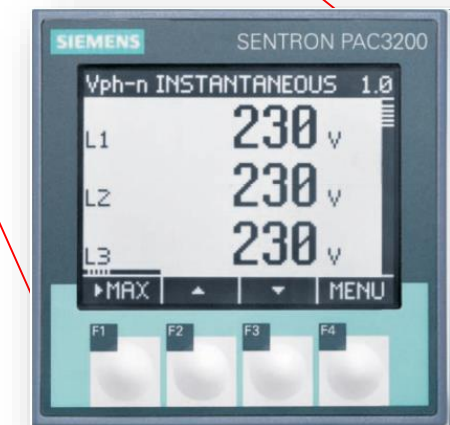 SIEMENS SENTRON PAC3200
Vph-n INSTANTANEOUS 1.0
L1 230 V
L2 230 V
L3 230 V
▸MAX ▲ ▼ MENU
F1 F2 F3 F4